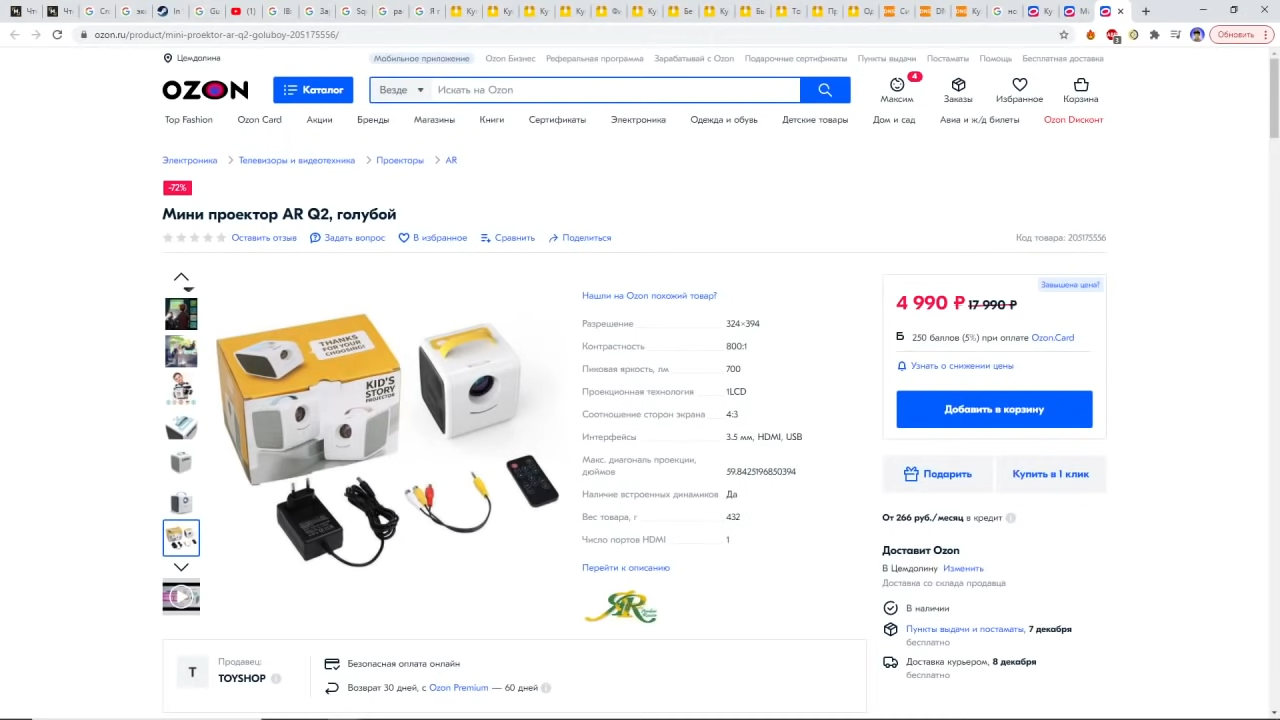 ozon.ru/product/mini-proektor-ar-q2-goluboy-205175556/
Обновить
Цемдолина
Мобильное приложение Ozon Бизнес Реферальная программа Зарабатывай с Ozon Подарочные сертификаты Пункты выдачи Постаматы Помощь Бесплатная доставка
OZON
Каталог
Везде
Искать на Ozon
4
Максим
Заказы
Избранное
Корзина
Top Fashion Ozon Card Акции Бренды Магазины Книги Сертификаты Электроника Одежда и обувь Детские товары Дом и сад Авиа и ж/д билеты Ozon Dисконт
Электроника Телевизоры и видеотехника Проекторы AR
-72%
Мини проектор AR Q2, голубой
Оставить отзыв Задать вопрос В избранное Сравнить Поделиться
Код товара: 205175556
THANKS FOR YOUR CHOOSING!
KID'S STORY PROJECTOR
Нашли на Ozon похожий товар?
Разрешение 324×394
Контрастность 800:1
Пиковая яркость, лм 700
Проекционная технология 1LCD
Соотношение сторон экрана 4:3
Интерфейсы 3.5 мм, HDMI, USB
Макс. диагональ проекции, дюймов 59.8425196850394
Наличие встроенных динамиков Да
Вес товара, г 432
Число портов HDMI 1
Перейти к описанию
AR
Завышена цена?
4 990 ₽ 17 990 ₽
Б 250 баллов (5%) при оплате Ozon.Card
Узнать о снижении цены
Добавить в корзину
Подарить
Купить в 1 клик
От 266 руб./месяц в кредит
Доставит Ozon
В Цемдолину Изменить
Доставка со склада продавца
В наличии
Пункты выдачи и постаматы, 7 декабря
бесплатно
Доставка курьером, 8 декабря
бесплатно
T
Продавец:
TOYSHOP
Безопасная оплата онлайн
Возврат 30 дней, с Ozon Premium — 60 дней